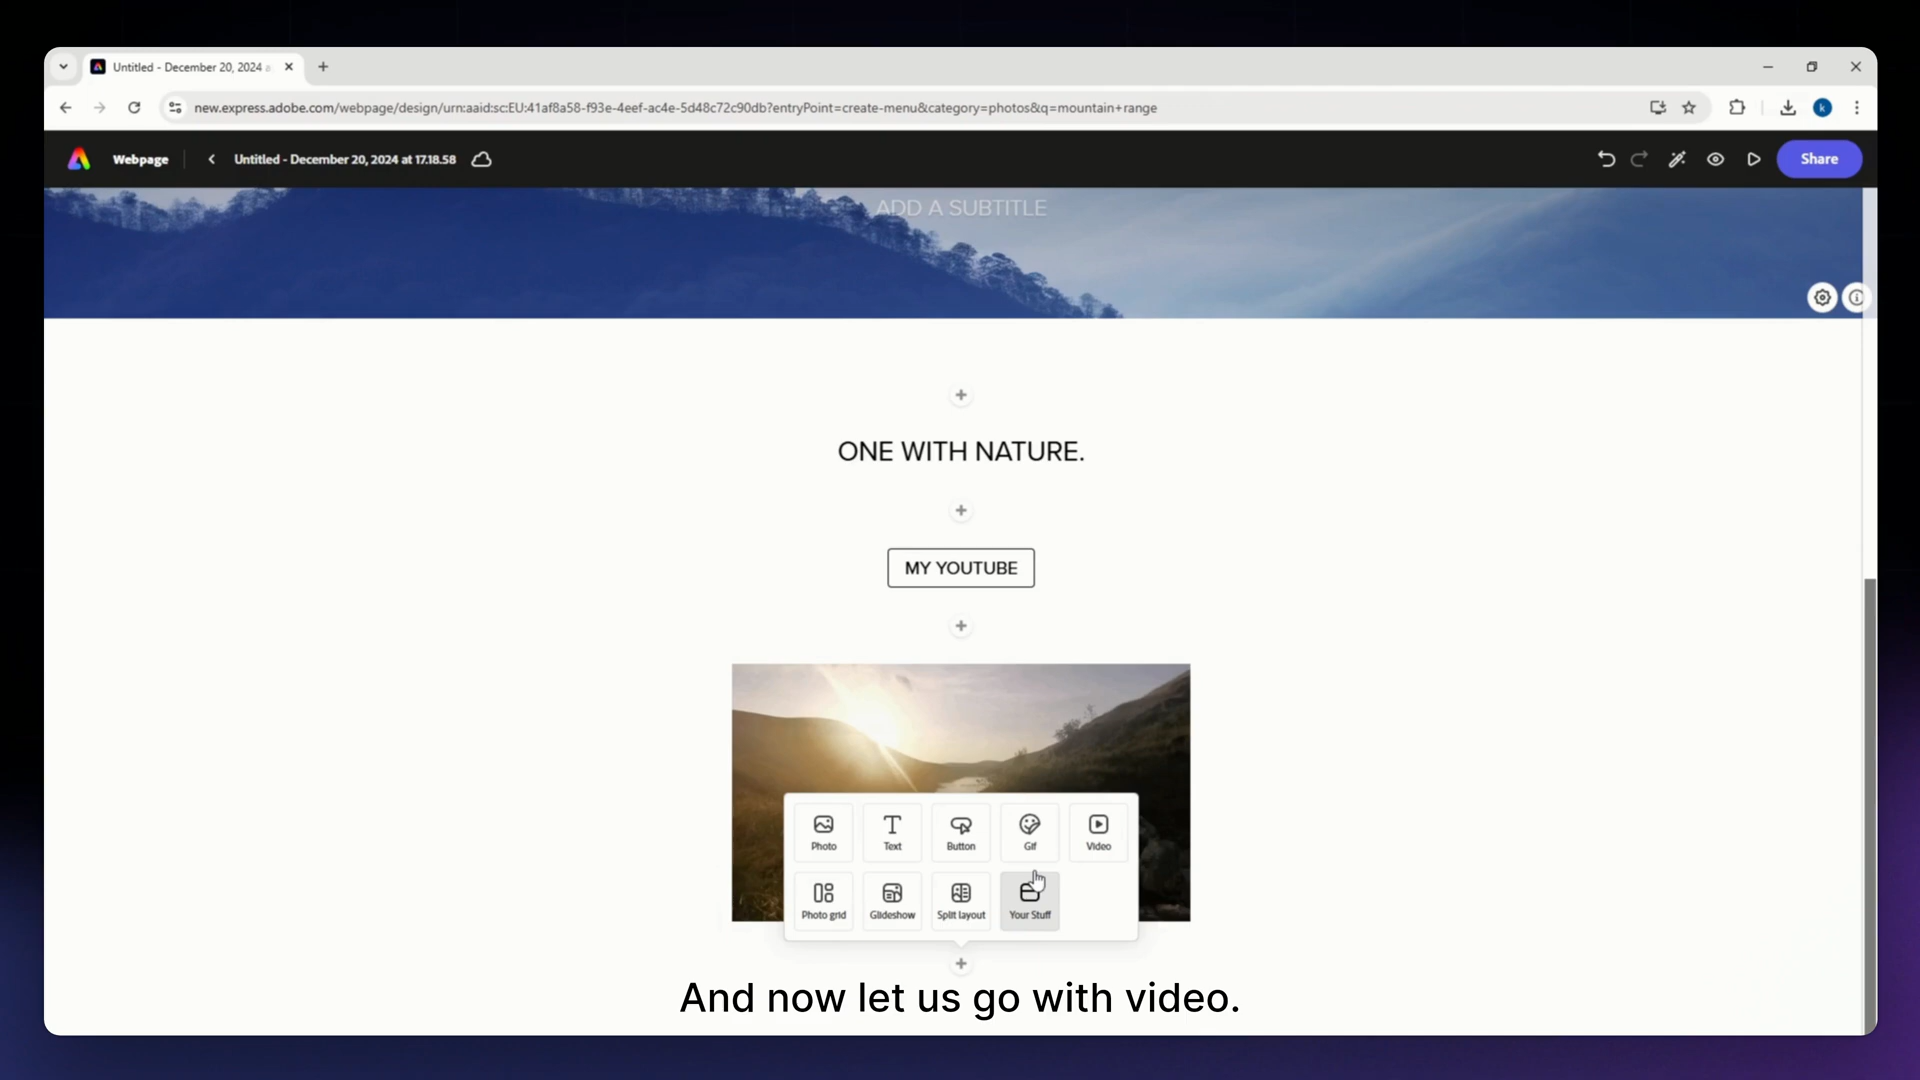 Untitled - December 20, 2024 a
new.express.adobe.com/webpage/design/urn:aaid:sc:EU:41af8a58-f93e-4eef-ac4e-5d48c72c90db?entryPoint=create-menu&category=photos&q=mountain+range
k
Webpage
Untitled - December 20, 2024 at 17.18.58
Share
ADD A SUBTITLE
ONE WITH NATURE.
MY YOUTUBE
Photo
Text
Button
Gif
Video
Photo grid
Glideshow
Split layout
Your Stuff
And now let us go with video.